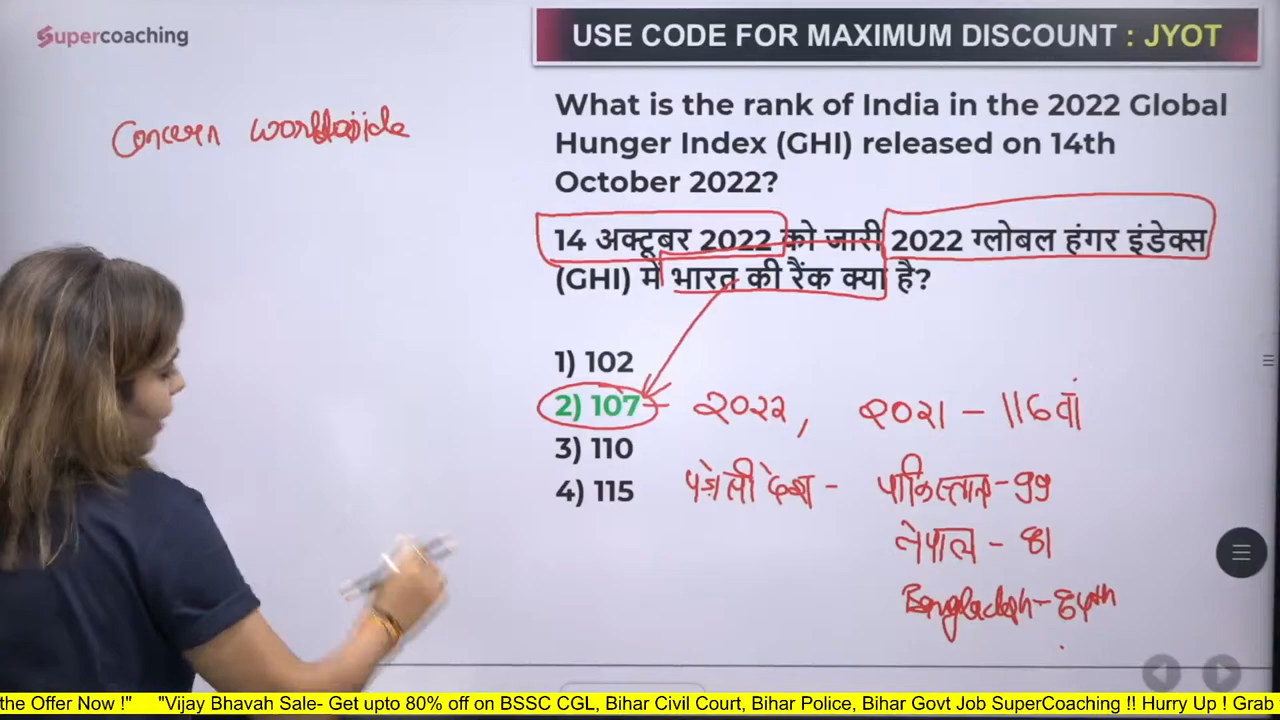 Supercoaching
USE CODE FOR MAXIMUM DISCOUNT : JYOT
Concern worldwide
What is the rank of India in the 2022 Global
Hunger Index (GHI) released on 14th
October 2022?
14 अक्टूबर 2022 को जारी 2022 ग्लोबल हंगर इंडेक्स
(GHI) में भारत की रैंक क्या है?
1) 102
2) 107 - २०२२, २०२१ - 116वां
3) 110
4) 115
पड़ोसी देश - पाकिस्तान - 99
नेपाल - 81
Bangladesh - 84th
the Offer Now !" "Vijay Bhavah Sale- Get upto 80% off on BSSC CGL, Bihar Civil Court, Bihar Police, Bihar Govt Job SuperCoaching !! Hurry Up ! Grab